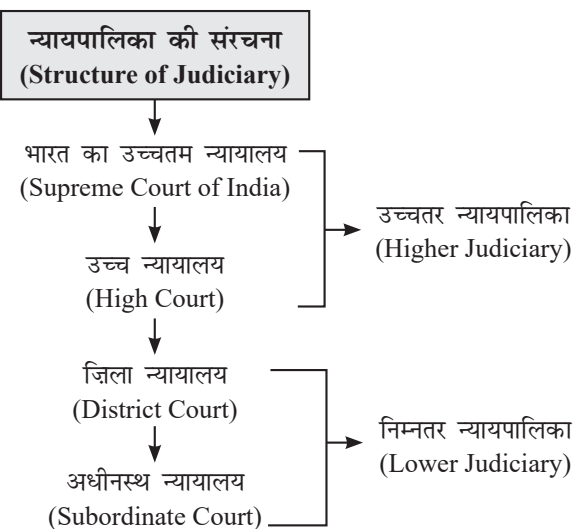 न्यायपालिका की संरचना
(Structure of Judiciary)
भारत का उच्चतम न्यायालय
(Supreme Court of India)
उच्चतर न्यायपालिका
(Higher Judiciary)
उच्च न्यायालय
(High Court)
ज़िला न्यायालय
(District Court)
निम्नतर न्यायपालिका
(Lower Judiciary)
अधीनस्थ न्यायालय
(Subordinate Court)